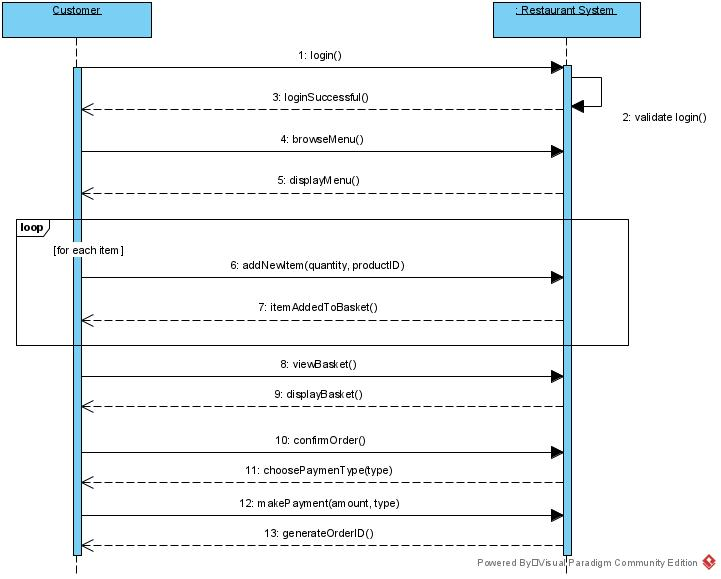 Customer
: Restaurant System
1: login()
2: validate login()
3: loginSuccessful()
4: browseMenu()
5: displayMenu()
loop
[for each item]
6: addNewItem(quantity, productID)
7: itemAddedToBasket()
8: viewBasket()
9: displayBasket()
10: confirmOrder()
11: choosePaymenType(type)
12: makePayment(amount, type)
13: generateOrderID()
Powered By Visual Paradigm Community Edition